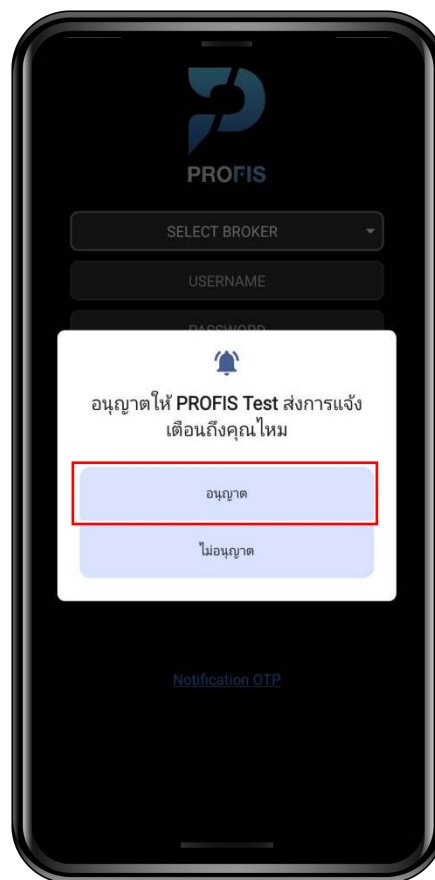 PROFIS
SELECT BROKER
USERNAME
PASSWORD
อนุญาตให้ PROFIS Test ส่งการแจ้ง
เตือนถึงคุณไหม
อนุญาต
ไม่อนุญาต
Notification OTP